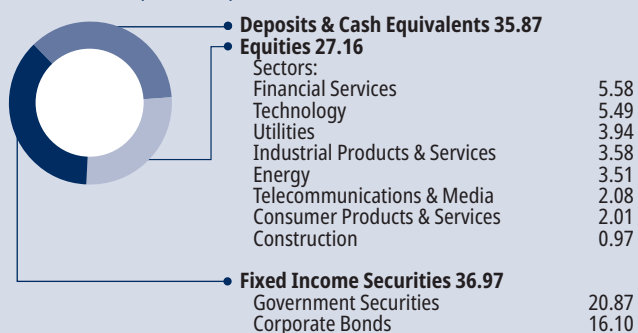 Deposits & Cash Equivalents 35.87
Equities 27.16
Sectors:
Financial Services 5.58
Technology 5.49
Utilities 3.94
Industrial Products & Services 3.58
Energy 3.51
Telecommunications & Media 2.08
Consumer Products & Services 2.01
Construction 0.97
Fixed Income Securities 36.97
Government Securities 20.87
Corporate Bonds 16.10